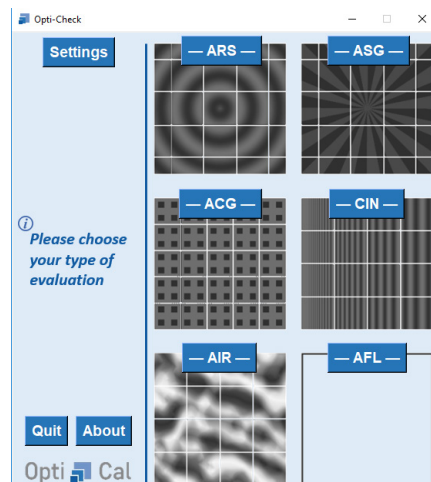 Opti-Check
Settings
— ARS —
— ASG —
— ACG —
— CIN —
i
Please choose
your type of
evaluation
— AIR —
— AFL —
Quit
About
Opti Cal